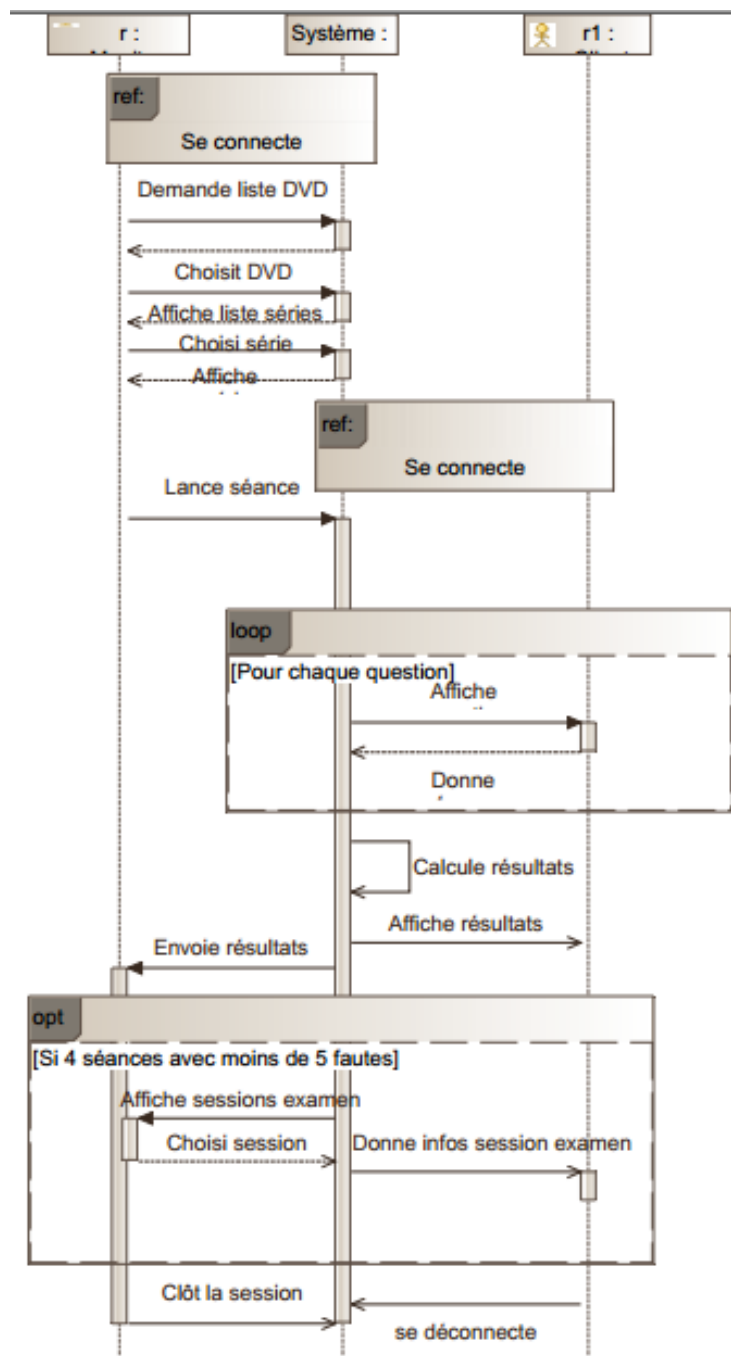 r :
Système :
r1 :
ref:
Se connecte
Demande liste DVD
Choisit DVD
Affiche liste séries
Choisi série
Affiche
ref:
Se connecte
Lance séance
loop
[Pour chaque question]
Affiche
Donne
Calcule résultats
Affiche résultats
Envoie résultats
opt
[Si 4 séances avec moins de 5 fautes]
Affiche sessions examen
Choisi session
Donne infos session examen
Clôt la session
se déconnecte